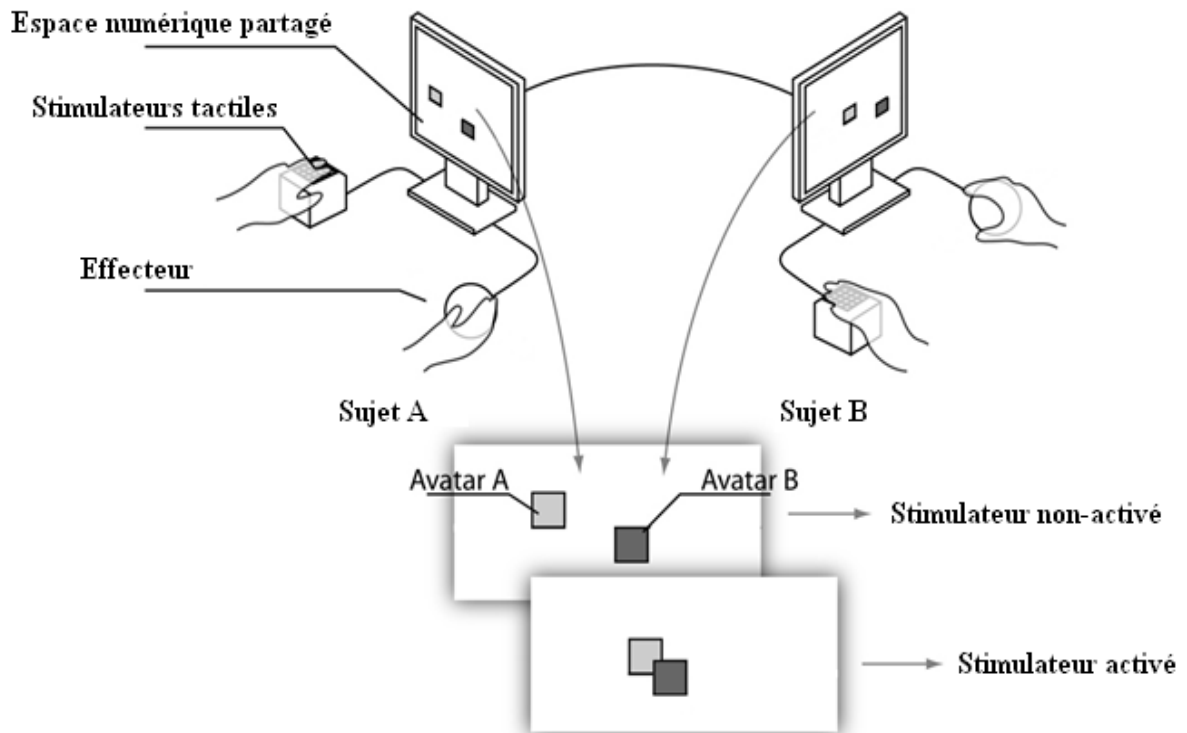 Espace numérique partagé
Stimulateurs tactiles
Effecteur
Sujet A
Sujet B
Avatar A
Avatar B
Stimulateur non-activé
Stimulateur activé